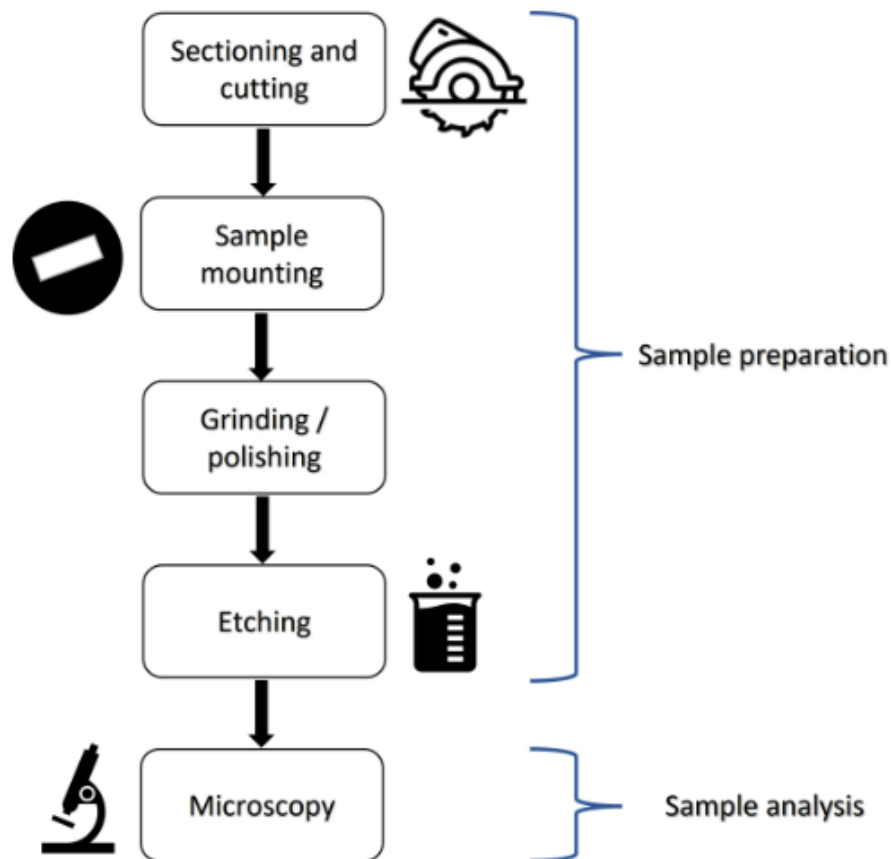 Sectioning and
cutting
Sample
mounting
Sample preparation
Grinding /
polishing
Etching
Microscopy
Sample analysis